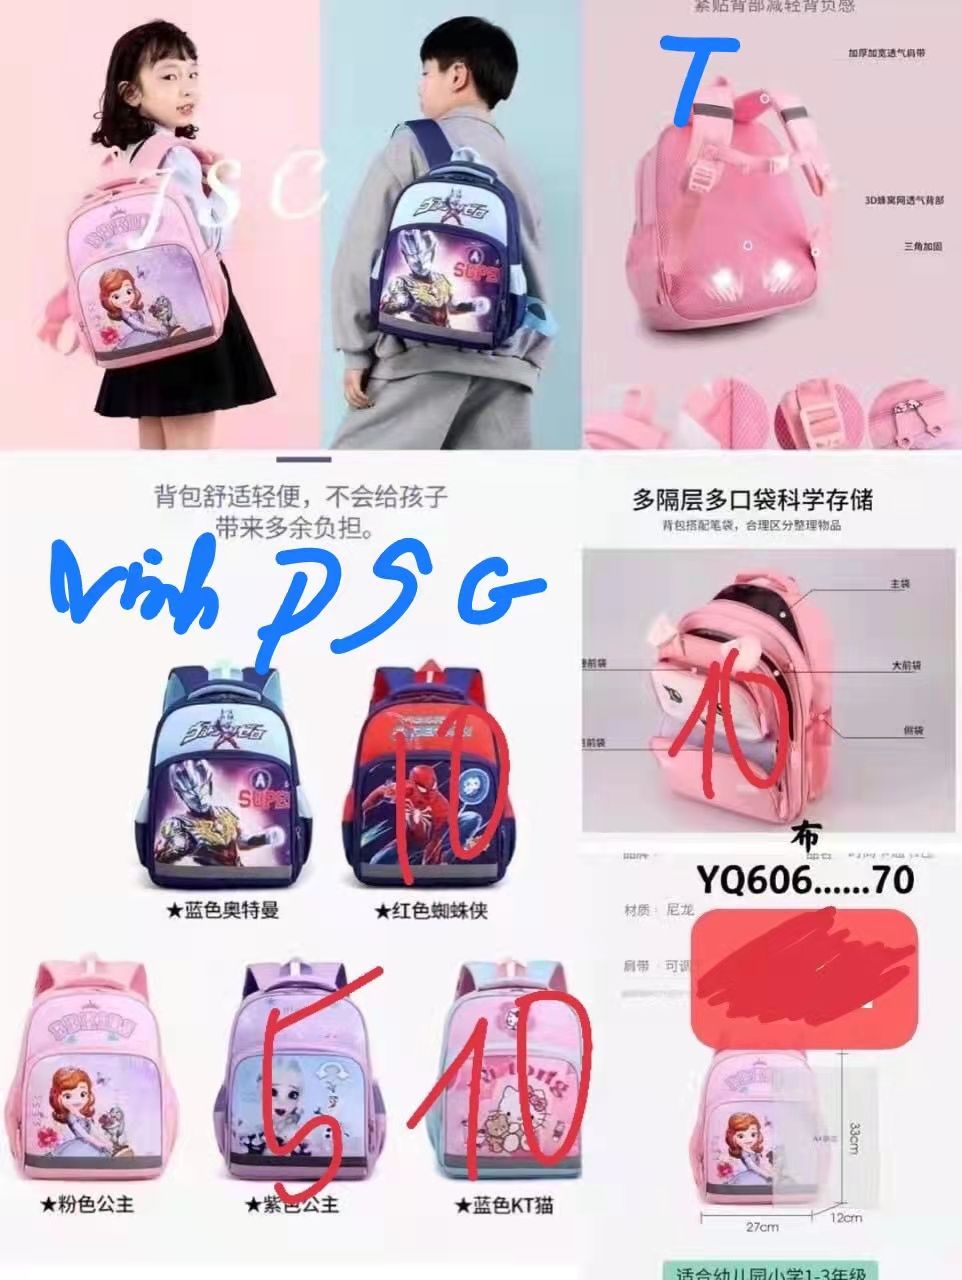 紧贴背部减轻背负感
加厚加宽透气肩带
3D蜂窝网透气背部
三角加固
T
JSC
SUPER
背包舒适轻便，不会给孩子
带来多余负担。
Ninh PSG
多隔层多口袋科学存储
背包搭配笔袋，合理区分整理物品
主袋
大前袋
侧袋
10
SUPER
10
★蓝色奥特曼
★红色蜘蛛侠
布
YQ606......70
材质：尼龙
肩带
BBKIDS
5
10
★粉色公主
★紫色公主
★蓝色KT猫
33cm
27cm
12cm
适合幼儿园小学1-3年级